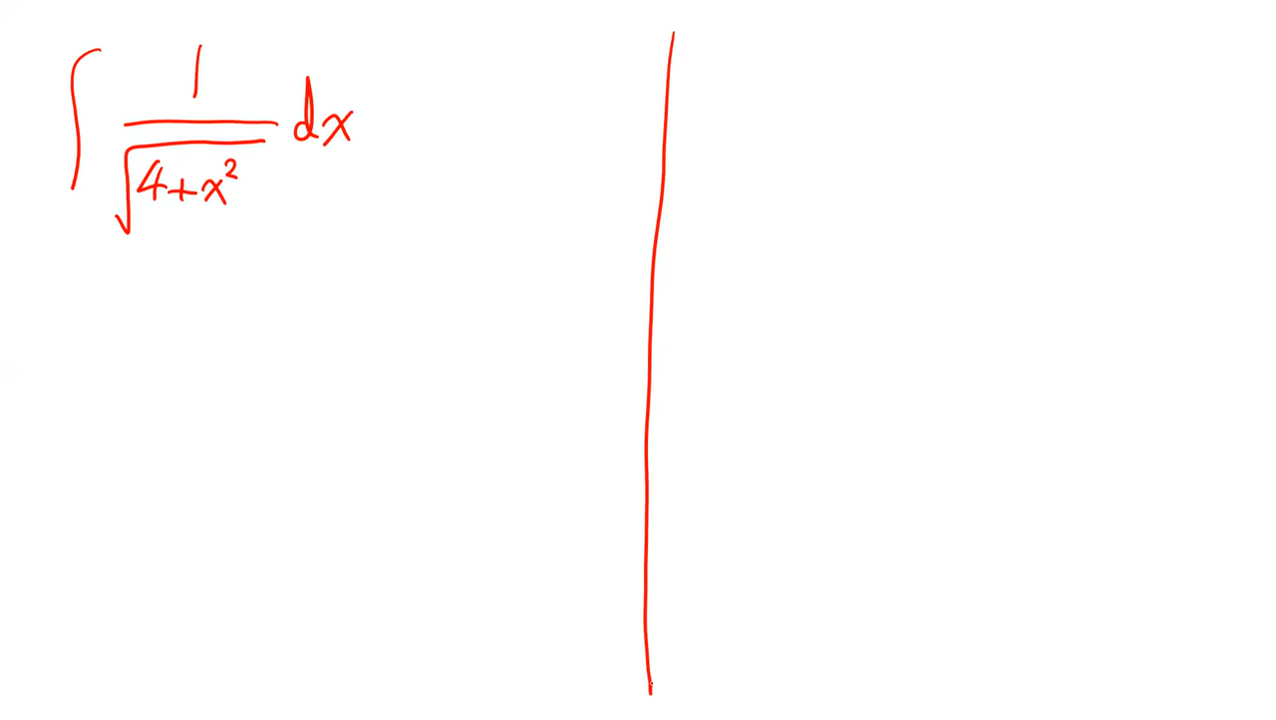 ∫ 1/√(4+x²) dx